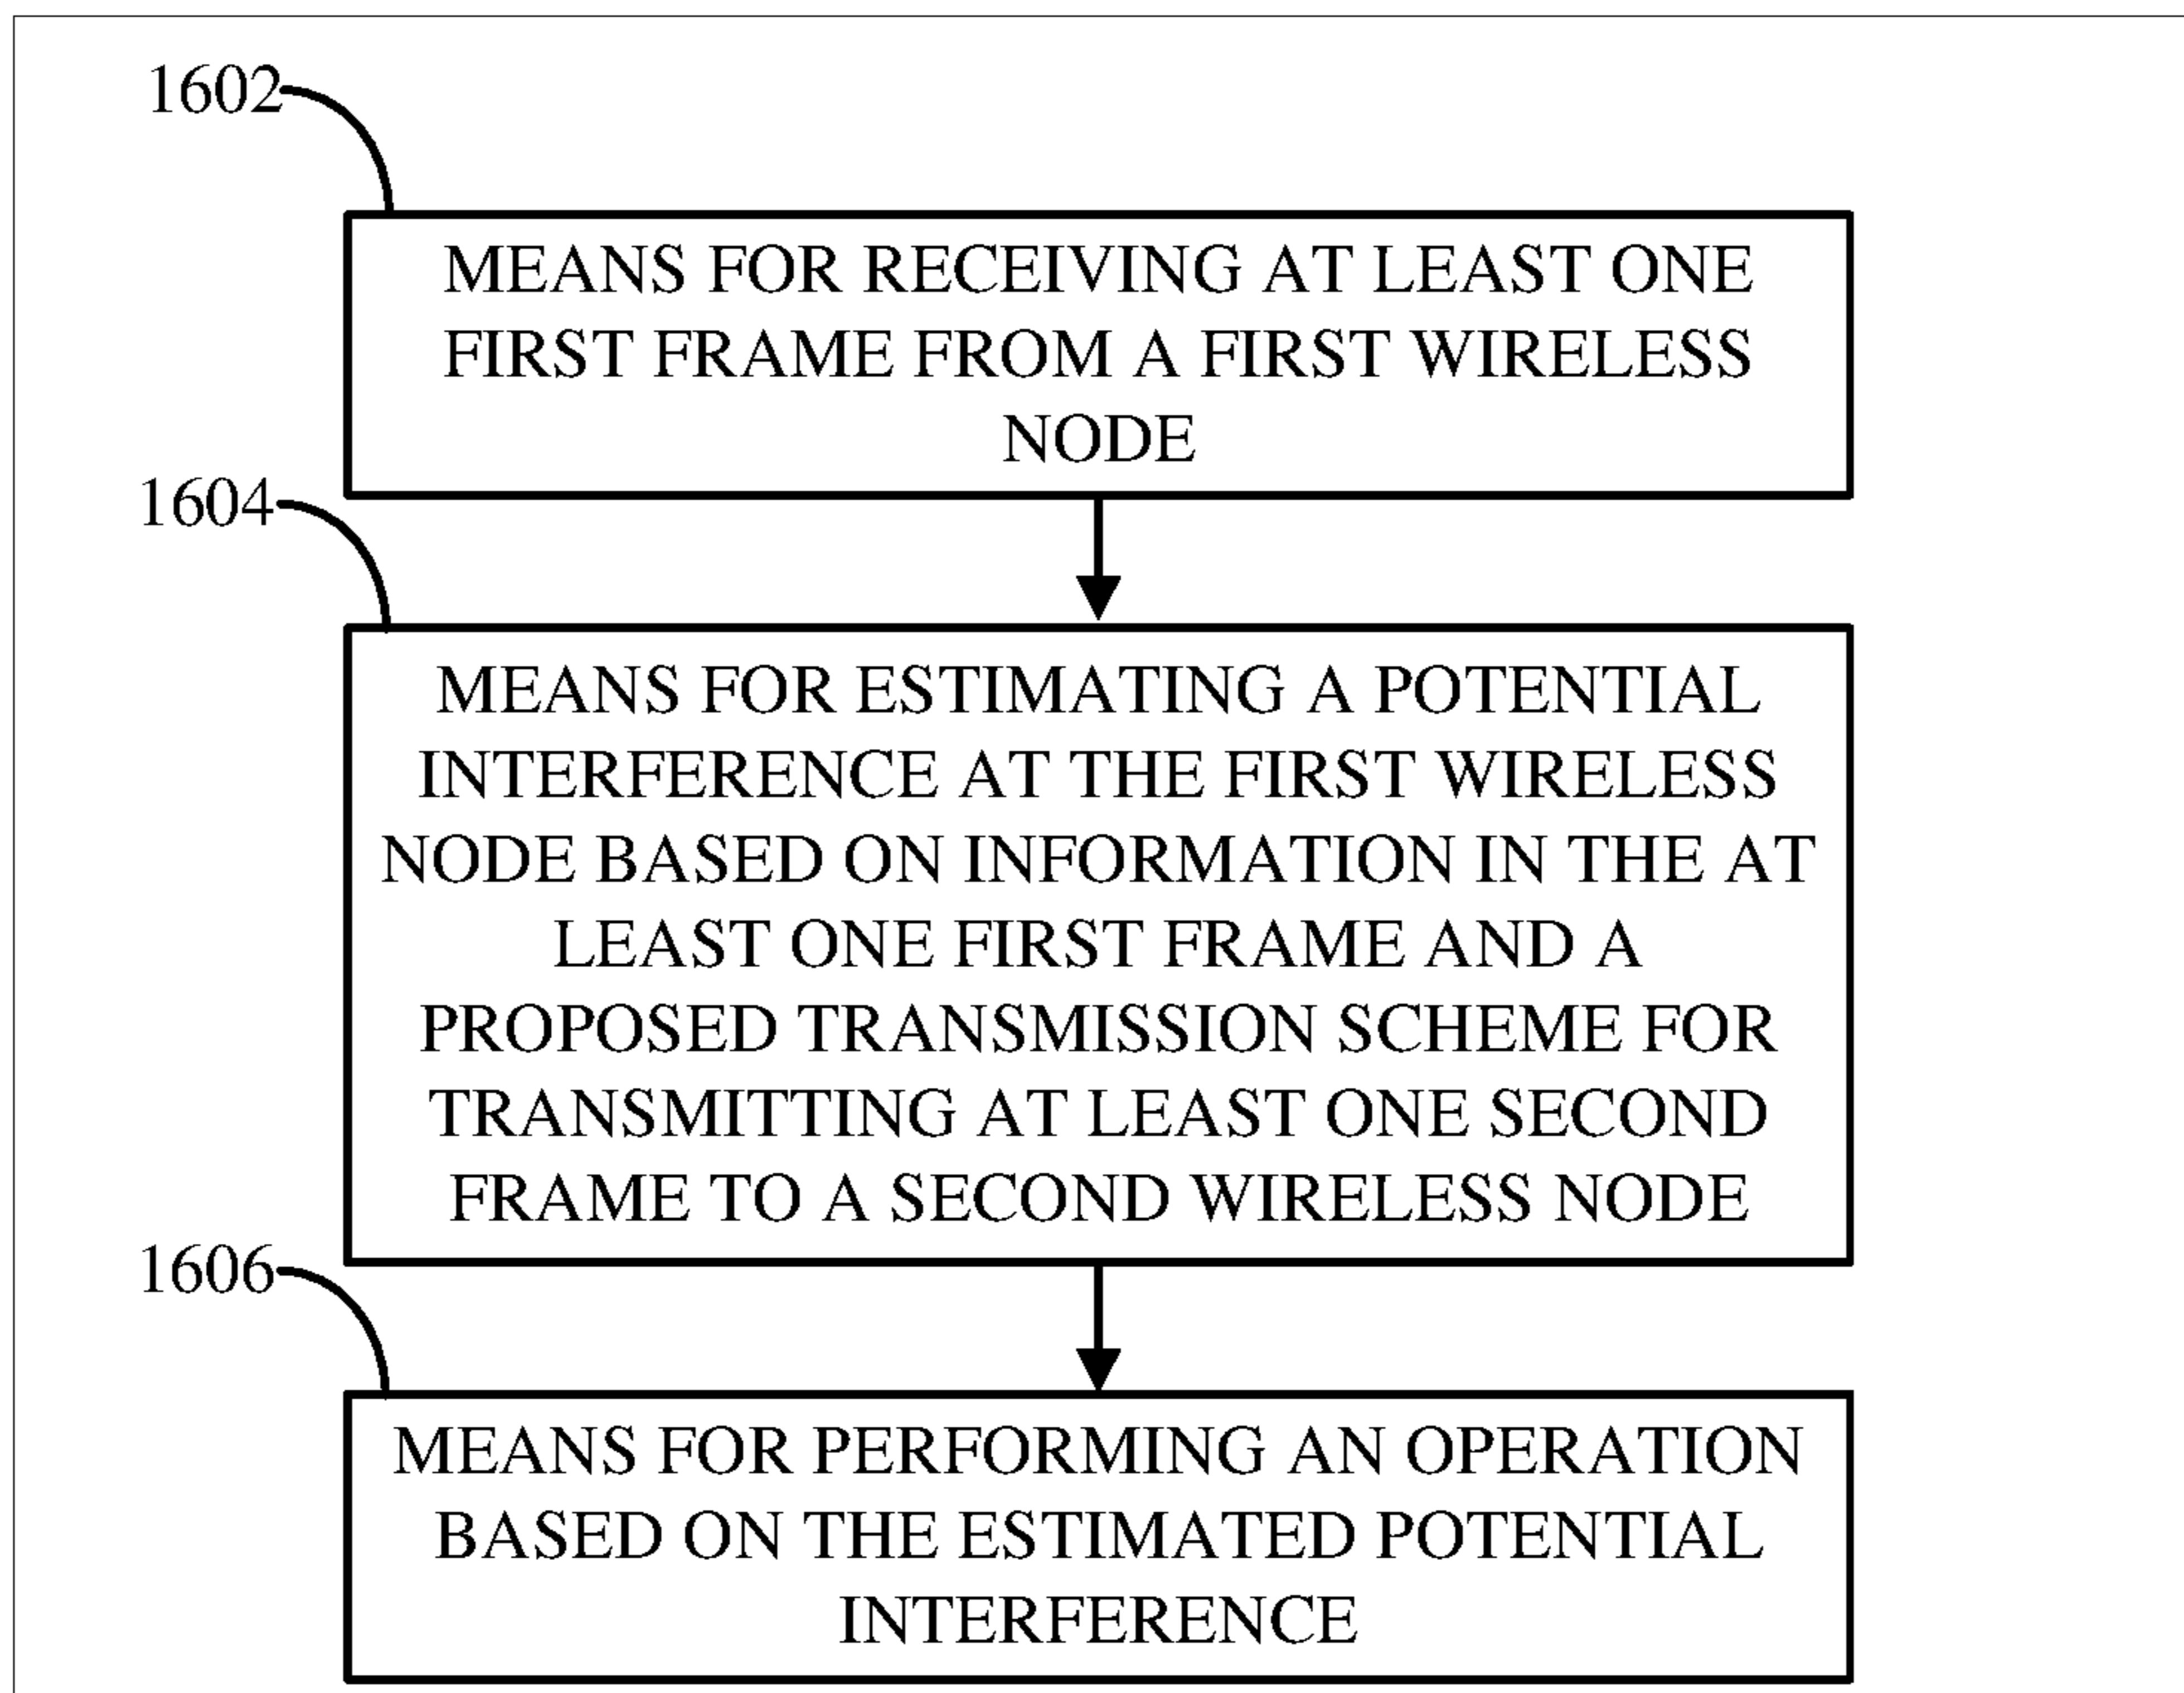 1602
MEANS FOR RECEIVING AT LEAST ONE
FIRST FRAME FROM A FIRST WIRELESS
NODE
1604
MEANS FOR ESTIMATING A POTENTIAL
INTERFERENCE AT THE FIRST WIRELESS
NODE BASED ON INFORMATION IN THE AT
LEAST ONE FIRST FRAME AND A
PROPOSED TRANSMISSION SCHEME FOR
TRANSMITTING AT LEAST ONE SECOND
FRAME TO A SECOND WIRELESS NODE
1606
MEANS FOR PERFORMING AN OPERATION
BASED ON THE ESTIMATED POTENTIAL
INTERFERENCE